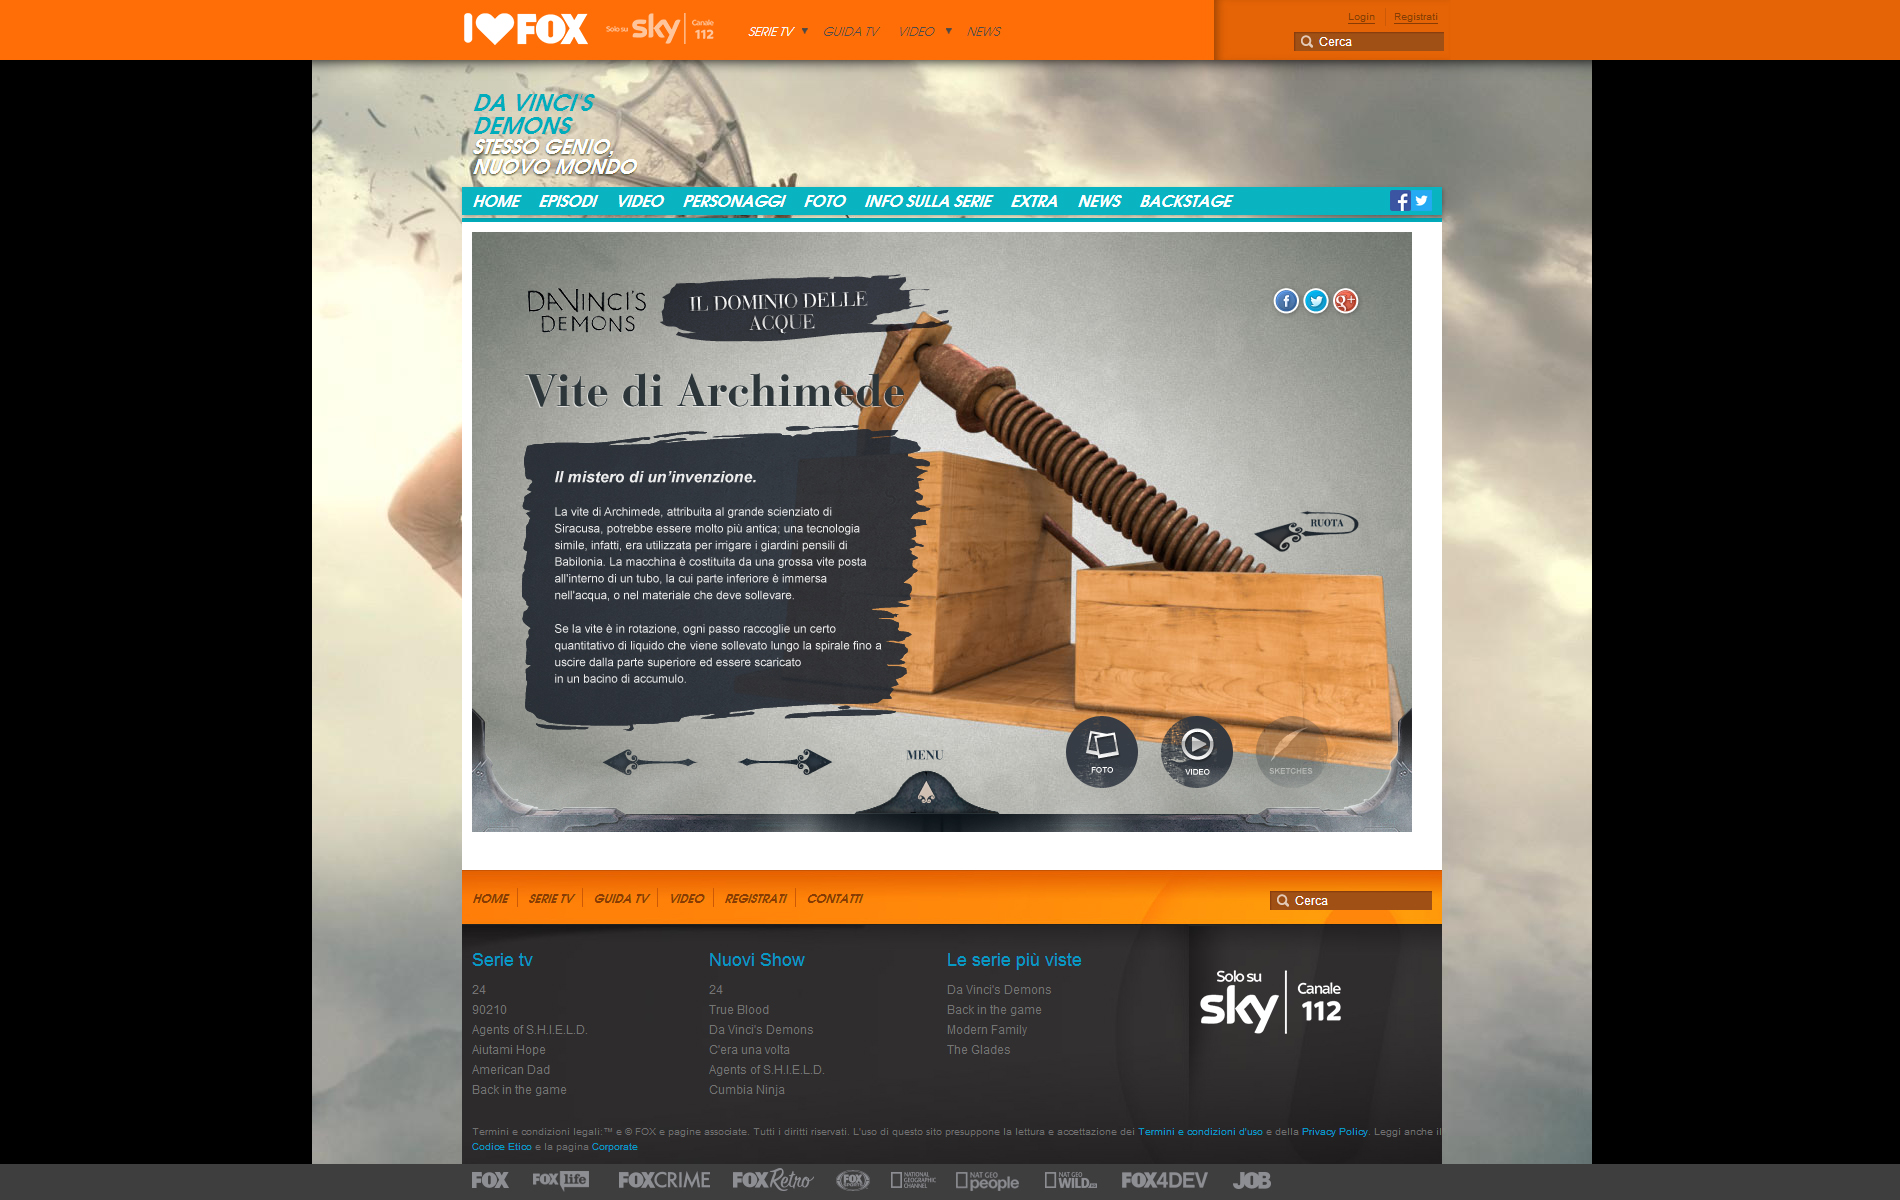 I FOX
Solo su sky Canale 112
SERIE TV ▼ GUIDA TV VIDEO ▼ NEWS
Login Registrati
Cerca
DA VINCI'S
DEMONS
STESSO GENIO,
NUOVO MONDO
HOME EPISODI VIDEO PERSONAGGI FOTO INFO SULLA SERIE EXTRA NEWS BACKSTAGE
DAVINCI'S
DEMONS
IL DOMINIO DELLE
ACQUE
Vite di Archimede
Il mistero di un'invenzione.
La vite di Archimede, attribuita al grande scienziato di
Siracusa, potrebbe essere molto più antica; una tecnologia
simile, infatti, era utilizzata per irrigare i giardini pensili di
Babilonia. La macchina è costituita da una grossa vite posta
all'interno di un tubo, la cui parte inferiore è immersa
nell'acqua, o nel materiale che deve sollevare.
Se la vite è in rotazione, ogni passo raccoglie un certo
quantitativo di liquido che viene sollevato lungo la spirale fino a
uscire dalla parte superiore ed essere scaricato
in un bacino di accumulo.
RUOTA
MENU
FOTO
VIDEO
SKETCHES
HOME SERIE TV GUIDA TV VIDEO REGISTRATI CONTATTI
Cerca
Serie tv
24
90210
Agents of S.H.I.E.L.D.
Aiutami Hope
American Dad
Back in the game
Nuovi Show
24
True Blood
Da Vinci's Demons
C'era una volta
Agents of S.H.I.E.L.D.
Cumbia Ninja
Le serie più viste
Da Vinci's Demons
Back in the game
Modern Family
The Glades
Solo su
sky
Canale
112
Termini e condizioni legali:™ e © FOX e pagine associate. Tutti i diritti riservati. L'uso di questo sito presuppone la lettura e accettazione dei Termini e condizioni d'uso e della Privacy Policy. Leggi anche il
Codice Etico e la pagina Corporate
FOX FOX life FOXCRIME FOX Retro FOX SPORTS NATIONAL GEOGRAPHIC CHANNEL NAT GEO people NAT GEO WILD HD FOX4DEV JOB